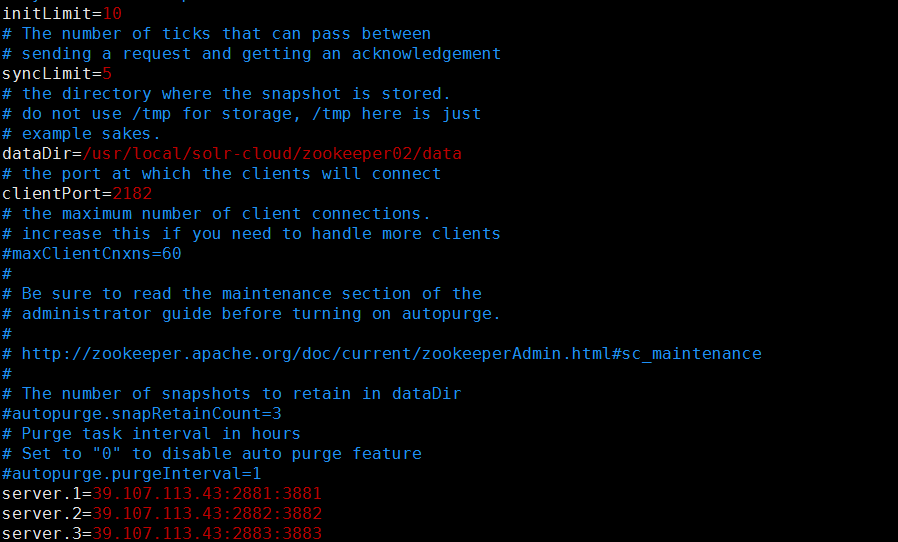 initLimit=10
# The number of ticks that can pass between
# sending a request and getting an acknowledgement
syncLimit=5
# the directory where the snapshot is stored.
# do not use /tmp for storage, /tmp here is just
# example sakes.
dataDir=/usr/local/solr-cloud/zookeeper02/data
# the port at which the clients will connect
clientPort=2182
# the maximum number of client connections.
# increase this if you need to handle more clients
#maxClientCnxns=60
#
# Be sure to read the maintenance section of the
# administrator guide before turning on autopurge.
#
# http://zookeeper.apache.org/doc/current/zookeeperAdmin.html#sc_maintenance
#
# The number of snapshots to retain in dataDir
#autopurge.snapRetainCount=3
# Purge task interval in hours
# Set to "0" to disable auto purge feature
#autopurge.purgeInterval=1
server.1=39.107.113.43:2881:3881
server.2=39.107.113.43:2882:3882
server.3=39.107.113.43:2883:3883